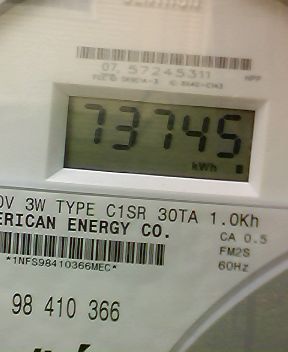 07, 57245311
73745
kWh
0V 3W TYPE C1SR 30TA 1.0Kh
ERICAN ENERGY CO.
CA 0.5
FM2S
60Hz
*1NFS98410366MEC*
98 410 366